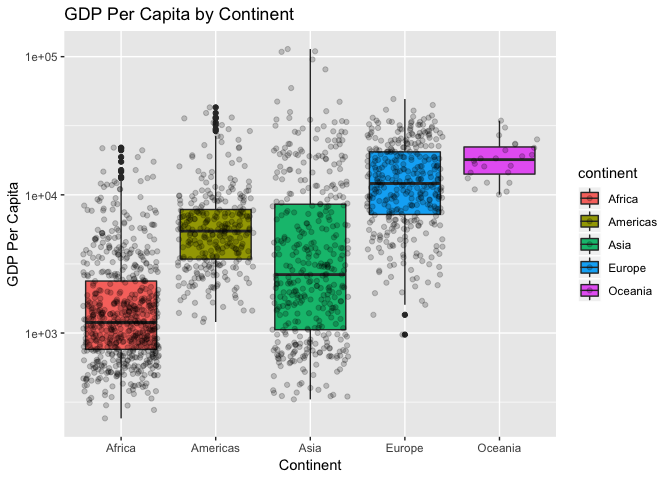 GDP Per Capita by Continent
GDP Per Capita
1e+05
1e+04
1e+03
Africa
Americas
Asia
Europe
Oceania
Continent
continent
Africa
Americas
Asia
Europe
Oceania